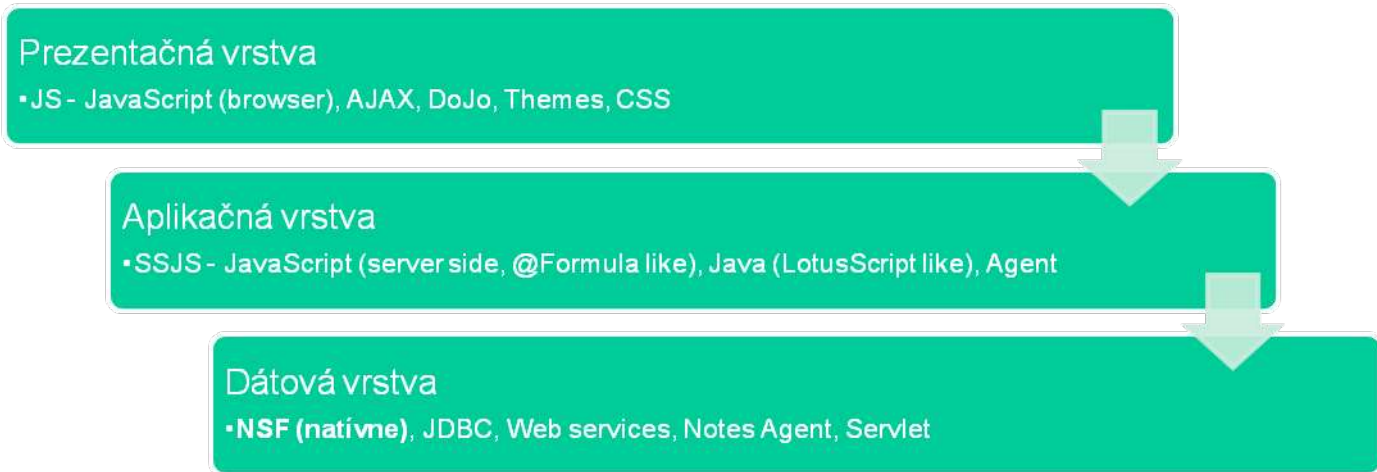 Prezentačná vrstva
▪JS - JavaScript (browser), AJAX, DoJo, Themes, CSS
Aplikačná vrstva
▪SSJS - JavaScript (server side, @Formula like), Java (LotusScript like), Agent
Dátová vrstva
▪NSF (natívne), JDBC, Web services, Notes Agent, Servlet